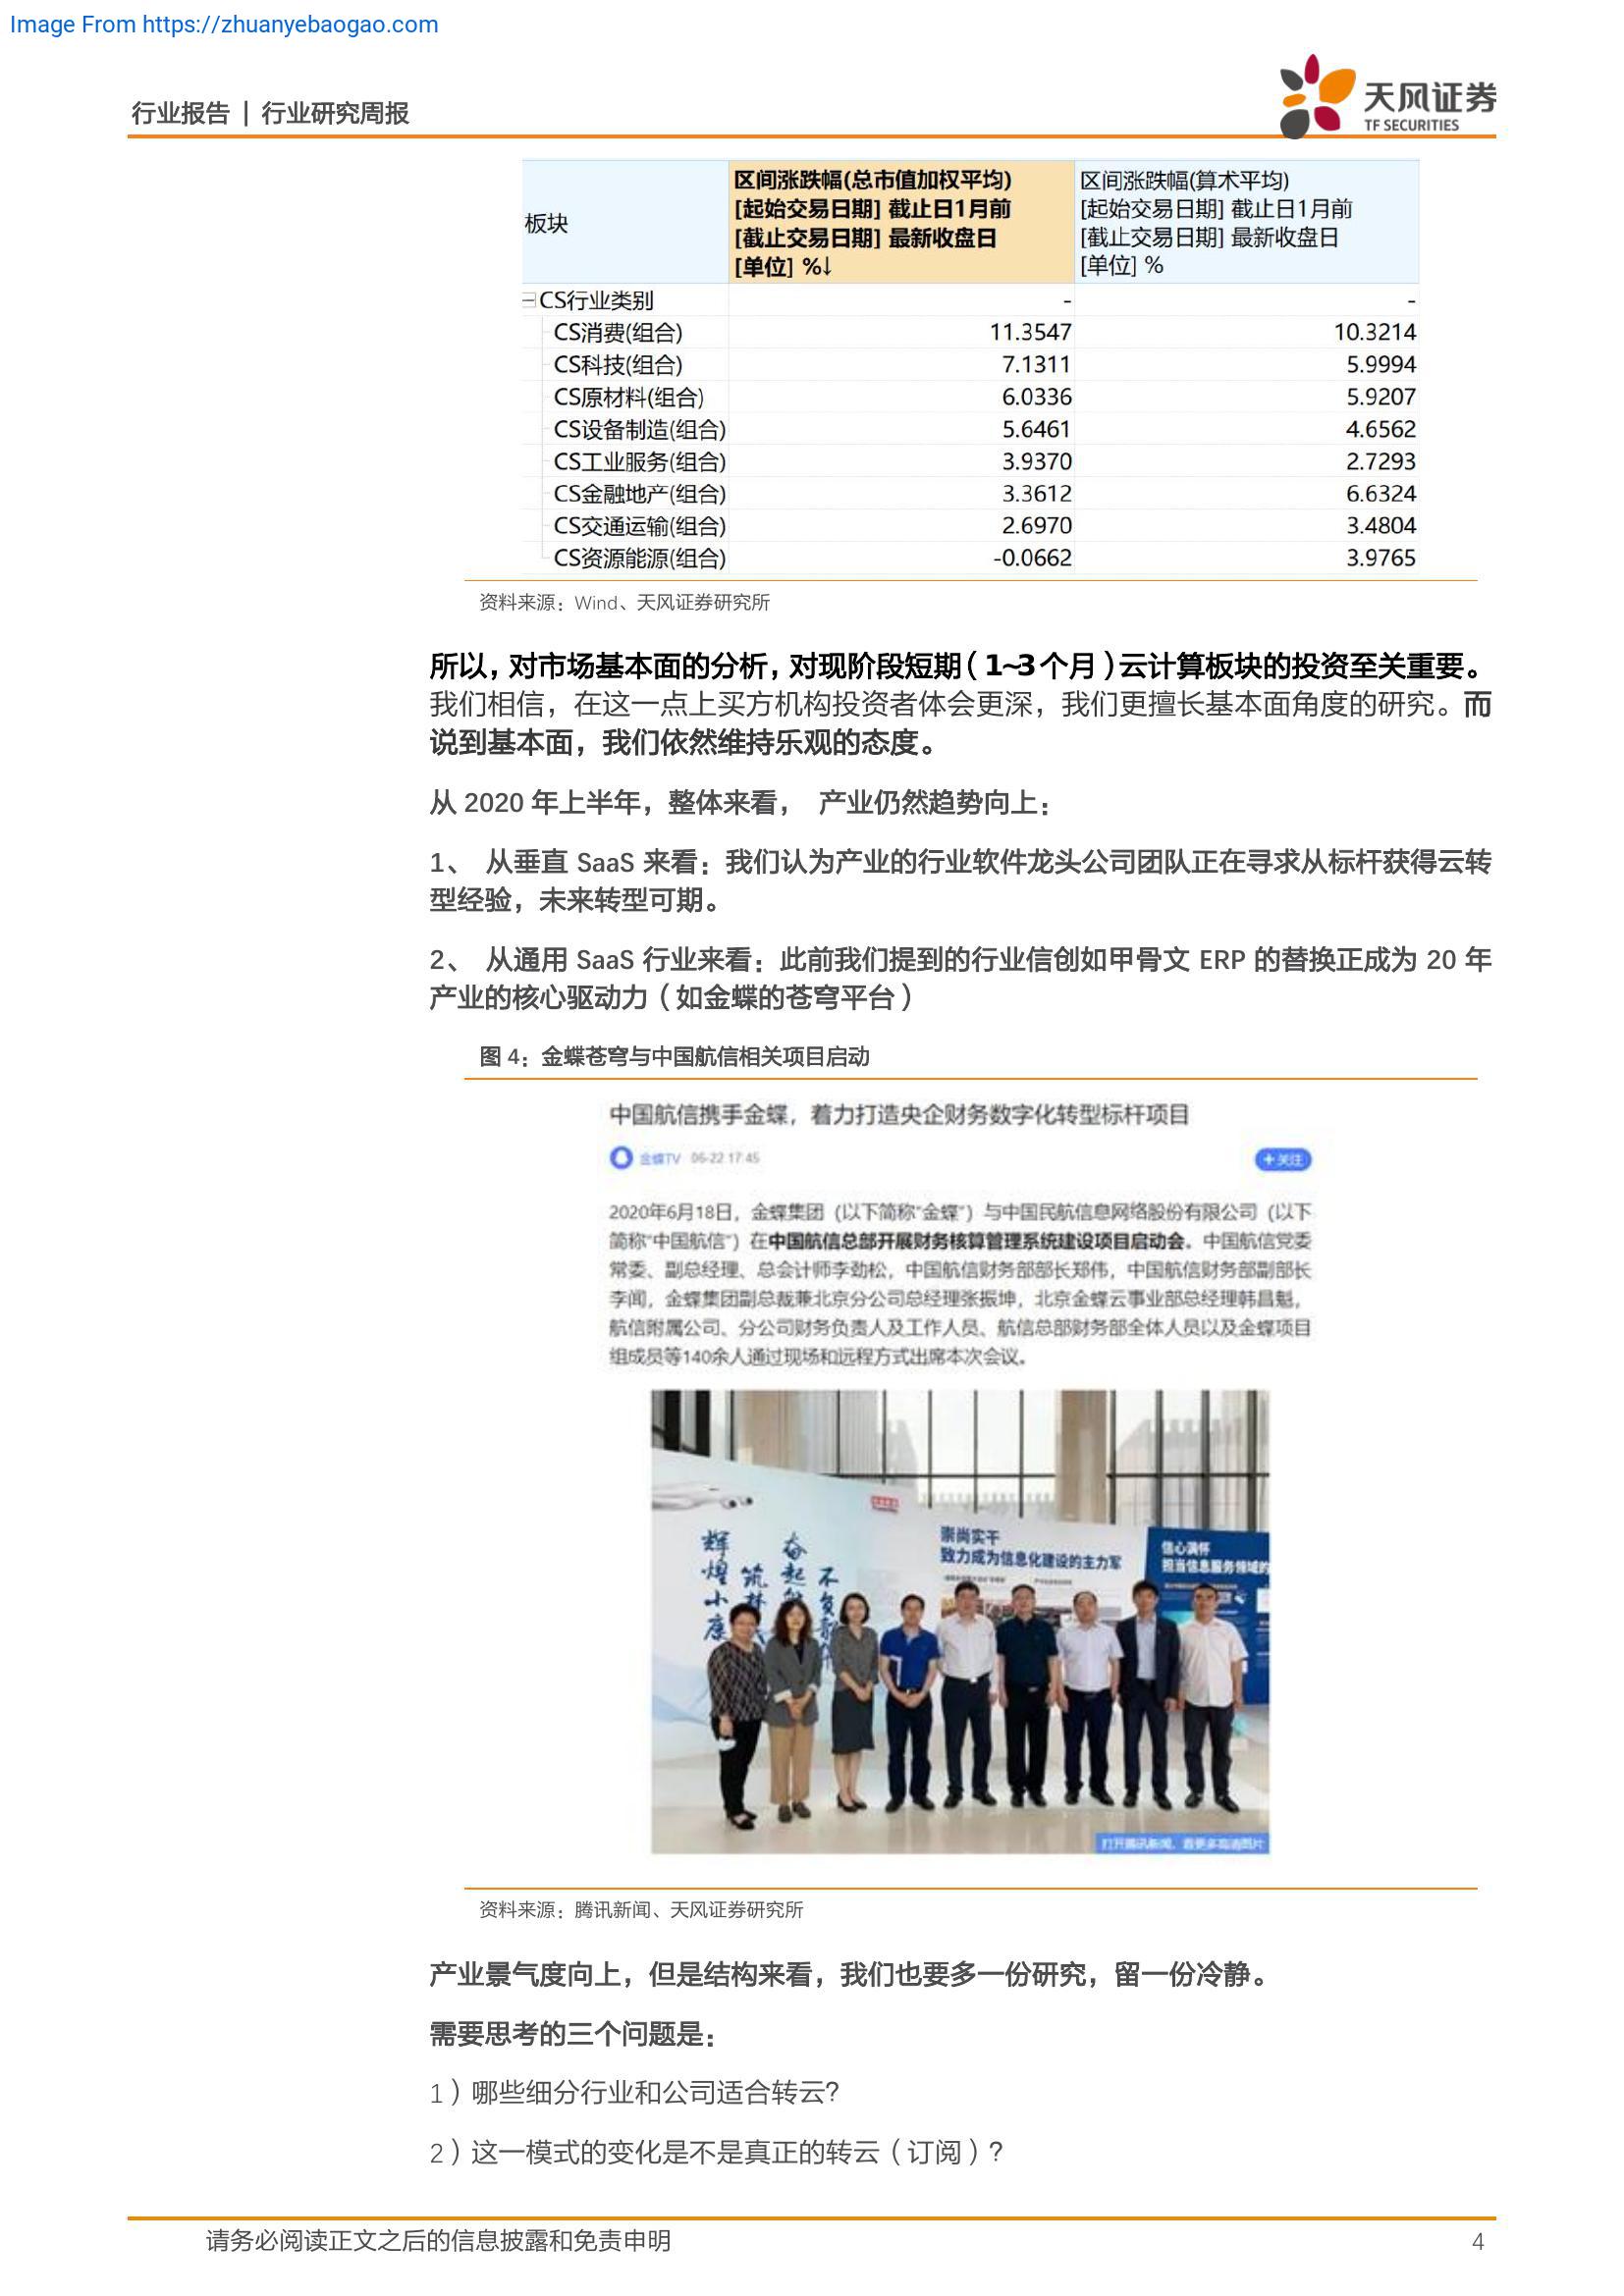 Image From https://zhuanyebaogao.com
行业报告 | 行业研究周报
天风证券
TF SECURITIES
板块
区间涨跌幅(总市值加权平均)
[起始交易日期] 截止日1月前
[截止交易日期] 最新收盘日
[单位] %↓
区间涨跌幅(算术平均)
[起始交易日期] 截止日1月前
[截止交易日期] 最新收盘日
[单位] %
CS行业类别 - -
CS消费(组合) 11.3547 10.3214
CS科技(组合) 7.1311 5.9994
CS原材料(组合) 6.0336 5.9207
CS设备制造(组合) 5.6461 4.6562
CS工业服务(组合) 3.9370 2.7293
CS金融地产(组合) 3.3612 6.6324
CS交通运输(组合) 2.6970 3.4804
CS资源能源(组合) -0.0662 3.9765
资料来源：Wind、天风证券研究所
所以，对市场基本面的分析，对现阶段短期（1~3个月）云计算板块的投资至关重要。
我们相信，在这一点上买方机构投资者体会更深，我们更擅长基本面角度的研究。而
说到基本面，我们依然维持乐观的态度。
从 2020 年上半年，整体来看， 产业仍然趋势向上：
1、 从垂直 SaaS 来看：我们认为产业的行业软件龙头公司团队正在寻求从标杆获得云转
型经验，未来转型可期。
2、 从通用 SaaS 行业来看：此前我们提到的行业信创如甲骨文 ERP 的替换正成为 20 年
产业的核心驱动力（如金蝶的苍穹平台）
图 4：金蝶苍穹与中国航信相关项目启动
中国航信携手金蝶，着力打造央企财务数字化转型标杆项目
金蝶TV 06-22 17:45
+关注
2020年6月18日，金蝶集团（以下简称“金蝶”）与中国民航信息网络股份有限公司（以下
简称“中国航信”）在中国航信总部开展财务核算管理系统建设项目启动会。中国航信党委
常委、副总经理、总会计师李劲松，中国航信财务部部长郑伟，中国航信财务部副部长
李闻，金蝶集团副总裁兼北京分公司总经理张振坤，北京金蝶云事业部总经理韩昌魁，
航信附属公司、分公司财务负责人及工作人员、航信总部财务部全体人员以及金蝶项目
组成员等140余人通过现场和远程方式出席本次会议。
辉煌小康
筑梦
奋起
不负
崇尚实干
致力成为信息化建设的主力军
信心满怀
担当信息服务领域的
打开腾讯新闻，看更多高清图片
资料来源：腾讯新闻、天风证券研究所
产业景气度向上，但是结构来看，我们也要多一份研究，留一份冷静。
需要思考的三个问题是：
1）哪些细分行业和公司适合转云？
2）这一模式的变化是不是真正的转云（订阅）？
请务必阅读正文之后的信息披露和免责申明
4